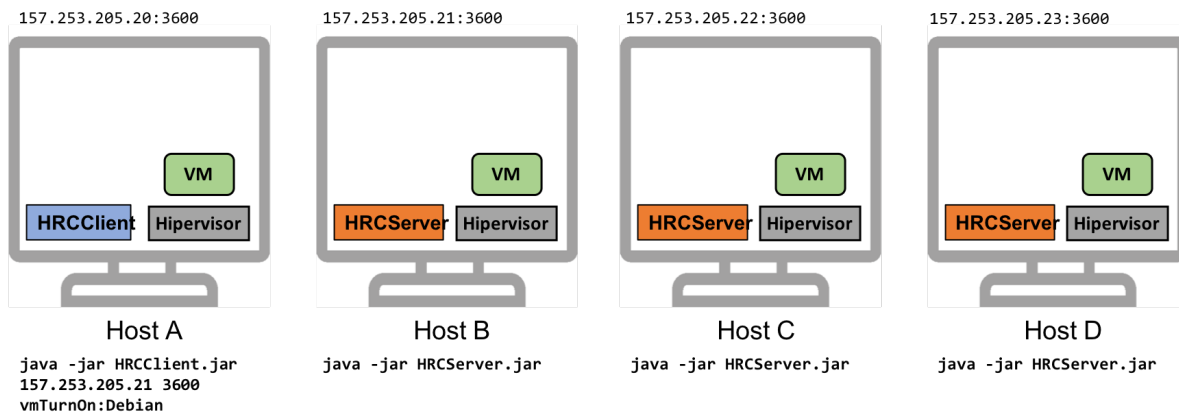 157.253.205.20:3600
157.253.205.21:3600
157.253.205.22:3600
157.253.205.23:3600
VM
VM
VM
VM
HRCClient
Hipervisor
HRCServer
Hipervisor
HRCServer
Hipervisor
HRCServer
Hipervisor
Host A
Host B
Host C
Host D
java -jar HRCClient.jar
157.253.205.21 3600
vmTurnOn:Debian
java -jar HRCServer.jar
java -jar HRCServer.jar
java -jar HRCServer.jar